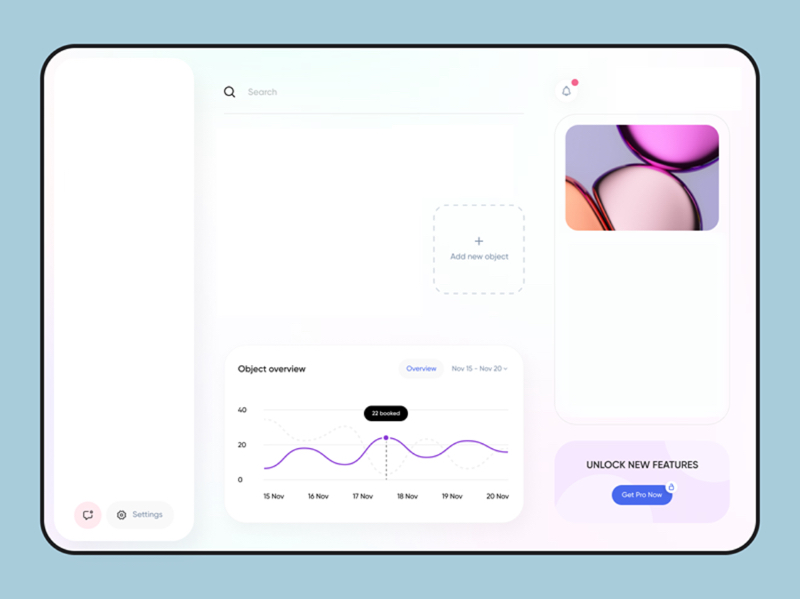 Search
Add new object
Object overview
Overview
Nov 15 - Nov 20
40
22 booked
20
0
15 Nov
16 Nov
17 Nov
18 Nov
19 Nov
20 Nov
Settings
UNLOCK NEW FEATURES
Get Pro Now